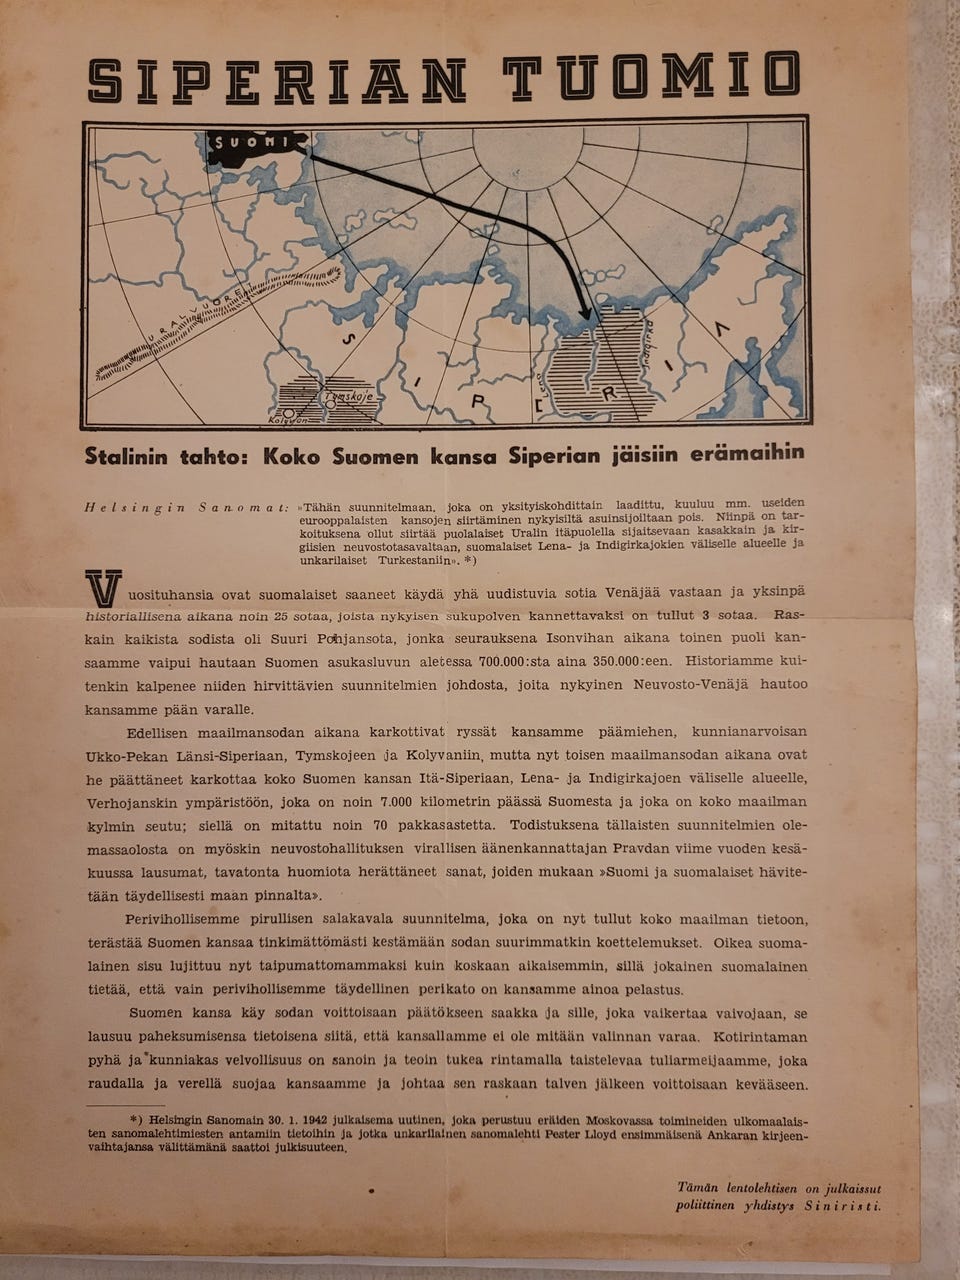 SIPERIAN TUOMIO
SUOMI
URALVUORET
SIPERIA
Tymskoje
Kolyvan
Lena
Indigirka
Stalinin tahto: Koko Suomen kansa Siperian jäisiin erämaihin
Helsingin Sanomat: »Tähän suunnitelmaan, joka on yksityiskohdittain laadittu, kuuluu mm. useiden
eurooppalaisten kansojen siirtäminen nykyisiltä asuinsijoiltaan pois. Niinpä on tar-
koituksena ollut siirtää puolalaiset Uralin itäpuolella sijaitsevaan kasakkain ja kir-
giisien neuvostotasavaltaan, suomalaiset Lena- ja Indigirkajokien väliselle alueelle ja
unkarilaiset Turkestaniin». *)
Vuosituhansia ovat suomalaiset saaneet käydä yhä uudistuvia sotia Venäjää vastaan ja yksinpä
historiallisena aikana noin 25 sotaa, joista nykyisen sukupolven kannettavaksi on tullut 3 sotaa. Ras-
kain kaikista sodista oli Suuri Pohjansota, jonka seurauksena Isonvihan aikana toinen puoli kan-
saamme vaipui hautaan Suomen asukasluvun aletessa 700.000:sta aina 350.000:een. Historiamme kui-
tenkin kalpenee niiden hirvittävien suunnitelmien johdosta, joita nykyinen Neuvosto-Venäjä hautoo
kansamme pään varalle.
Edellisen maailmansodan aikana karkottivat ryssät kansamme päämiehen, kunnianarvoisan
Ukko-Pekan Länsi-Siperiaan, Tymskojeen ja Kolyvaniin, mutta nyt toisen maailmansodan aikana ovat
he päättäneet karkottaa koko Suomen kansan Itä-Siperiaan, Lena- ja Indigirkajoen väliselle alueelle,
Verhojanskin ympäristöön, joka on noin 7.000 kilometrin päässä Suomesta ja joka on koko maailman
kylmin seutu; siellä on mitattu noin 70 pakkasastetta. Todistuksena tällaisten suunnitelmien ole-
massaolosta on myöskin neuvostohallituksen virallisen äänenkannattajan Pravdan viime vuoden kesä-
kuussa lausumat, tavatonta huomiota herättäneet sanat, joiden mukaan »Suomi ja suomalaiset hävite-
tään täydellisesti maan pinnalta».
Perivihollisemme pirullisen salakavala suunnitelma, joka on nyt tullut koko maailman tietoon,
terästää Suomen kansaa tinkimättömästi kestämään sodan suurimmatkin koettelemukset. Oikea suoma-
lainen sisu lujittuu nyt taipumattomammaksi kuin koskaan aikaisemmin, sillä jokainen suomalainen
tietää, että vain perivihollisemme täydellinen perikato on kansamme ainoa pelastus.
Suomen kansa käy sodan voittoisaan päätökseen saakka ja sille, joka vaikertaa vaivojaan, se
lausuu paheksumisensa tietoisena siitä, että kansallamme ei ole mitään valinnan varaa. Kotirintaman
pyhä ja kunniakas velvollisuus on sanoin ja teoin tukea rintamalla taistelevaa tuliarmeijaamme, joka
raudalla ja verellä suojaa kansaamme ja johtaa sen raskaan talven jälkeen voittoisaan kevääseen.
*) Helsingin Sanomain 30. 1. 1942 julkaisema uutinen, joka perustuu eräiden Moskovassa toimineiden ulkomaalais-
ten sanomalehtimiesten antamiin tietoihin ja jotka unkarilainen sanomalehti Pester Lloyd ensimmäisenä Ankaran kirjeen-
vaihtajansa välittämänä saattoi julkisuuteen.
Tämän lentolehtisen on julkaissut
poliittinen yhdistys Siniristi.